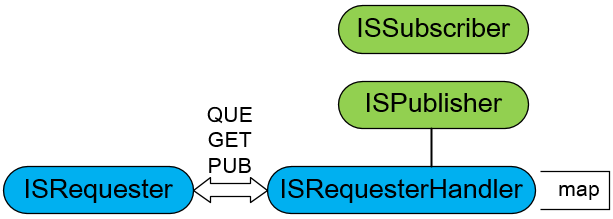 ISSubscriber
ISPublisher
QUE
GET
PUB
ISRequester
ISRequesterHandler
map